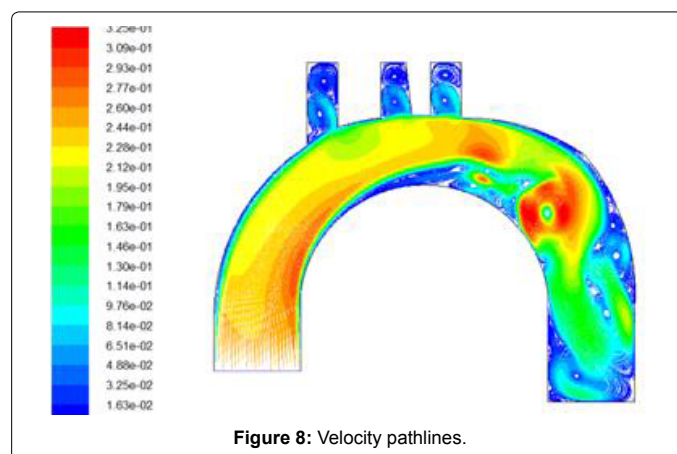 3.25e-01
3.09e-01
2.93e-01
2.77e-01
2.60e-01
2.44e-01
2.28e-01
2.12e-01
1.95e-01
1.79e-01
1.63e-01
1.46e-01
1.30e-01
1.14e-01
9.76e-02
8.14e-02
6.51e-02
4.88e-02
3.25e-02
1.63e-02
Figure 8: Velocity pathlines.